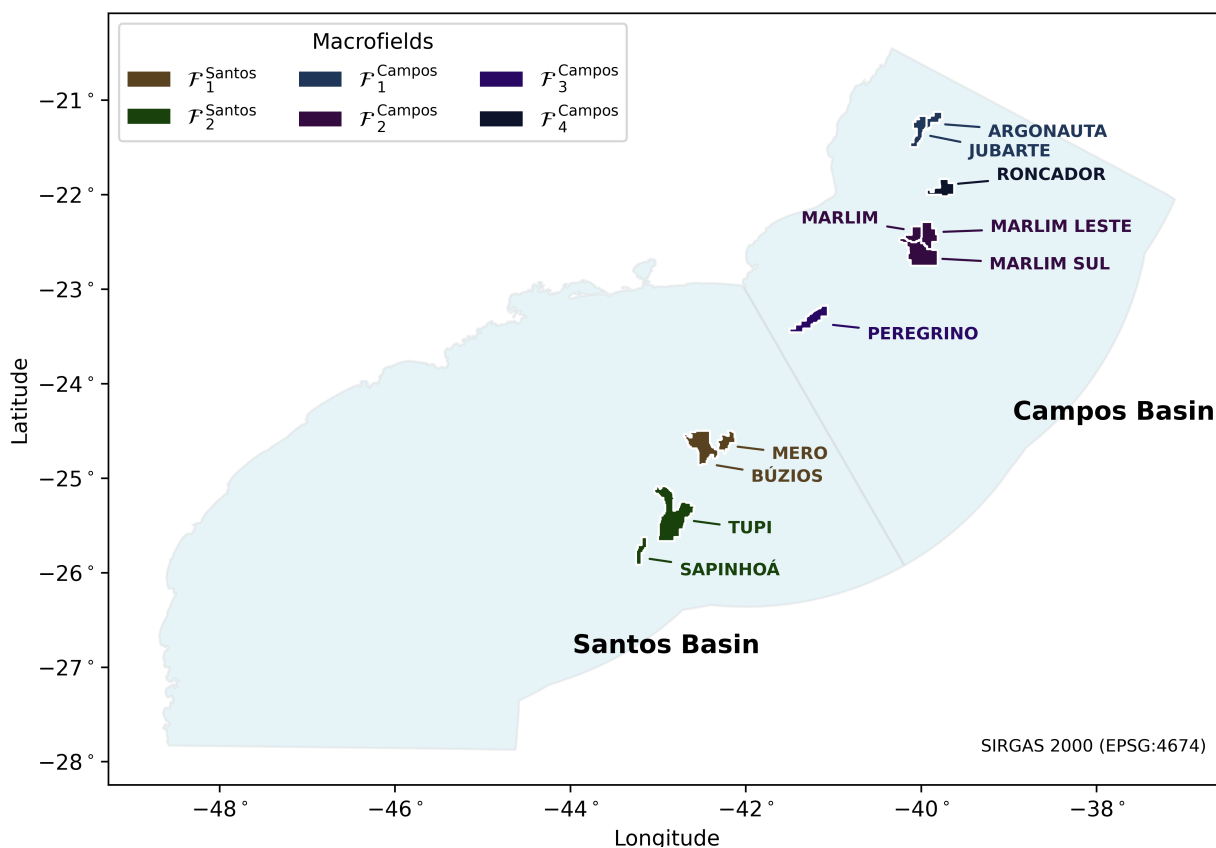 Macrofields
ℱ₁^Santos ℱ₁^Campos ℱ₃^Campos
ℱ₂^Santos ℱ₂^Campos ℱ₄^Campos
−21°
−22°
−23°
−24°
−25°
−26°
−27°
−28°
Latitude
ARGONAUTA
JUBARTE
RONCADOR
MARLIM
MARLIM LESTE
MARLIM SUL
PEREGRINO
Campos Basin
MERO
BÚZIOS
TUPI
SAPINHOÁ
Santos Basin
SIRGAS 2000 (EPSG:4674)
−48° −46° −44° −42° −40° −38°
Longitude